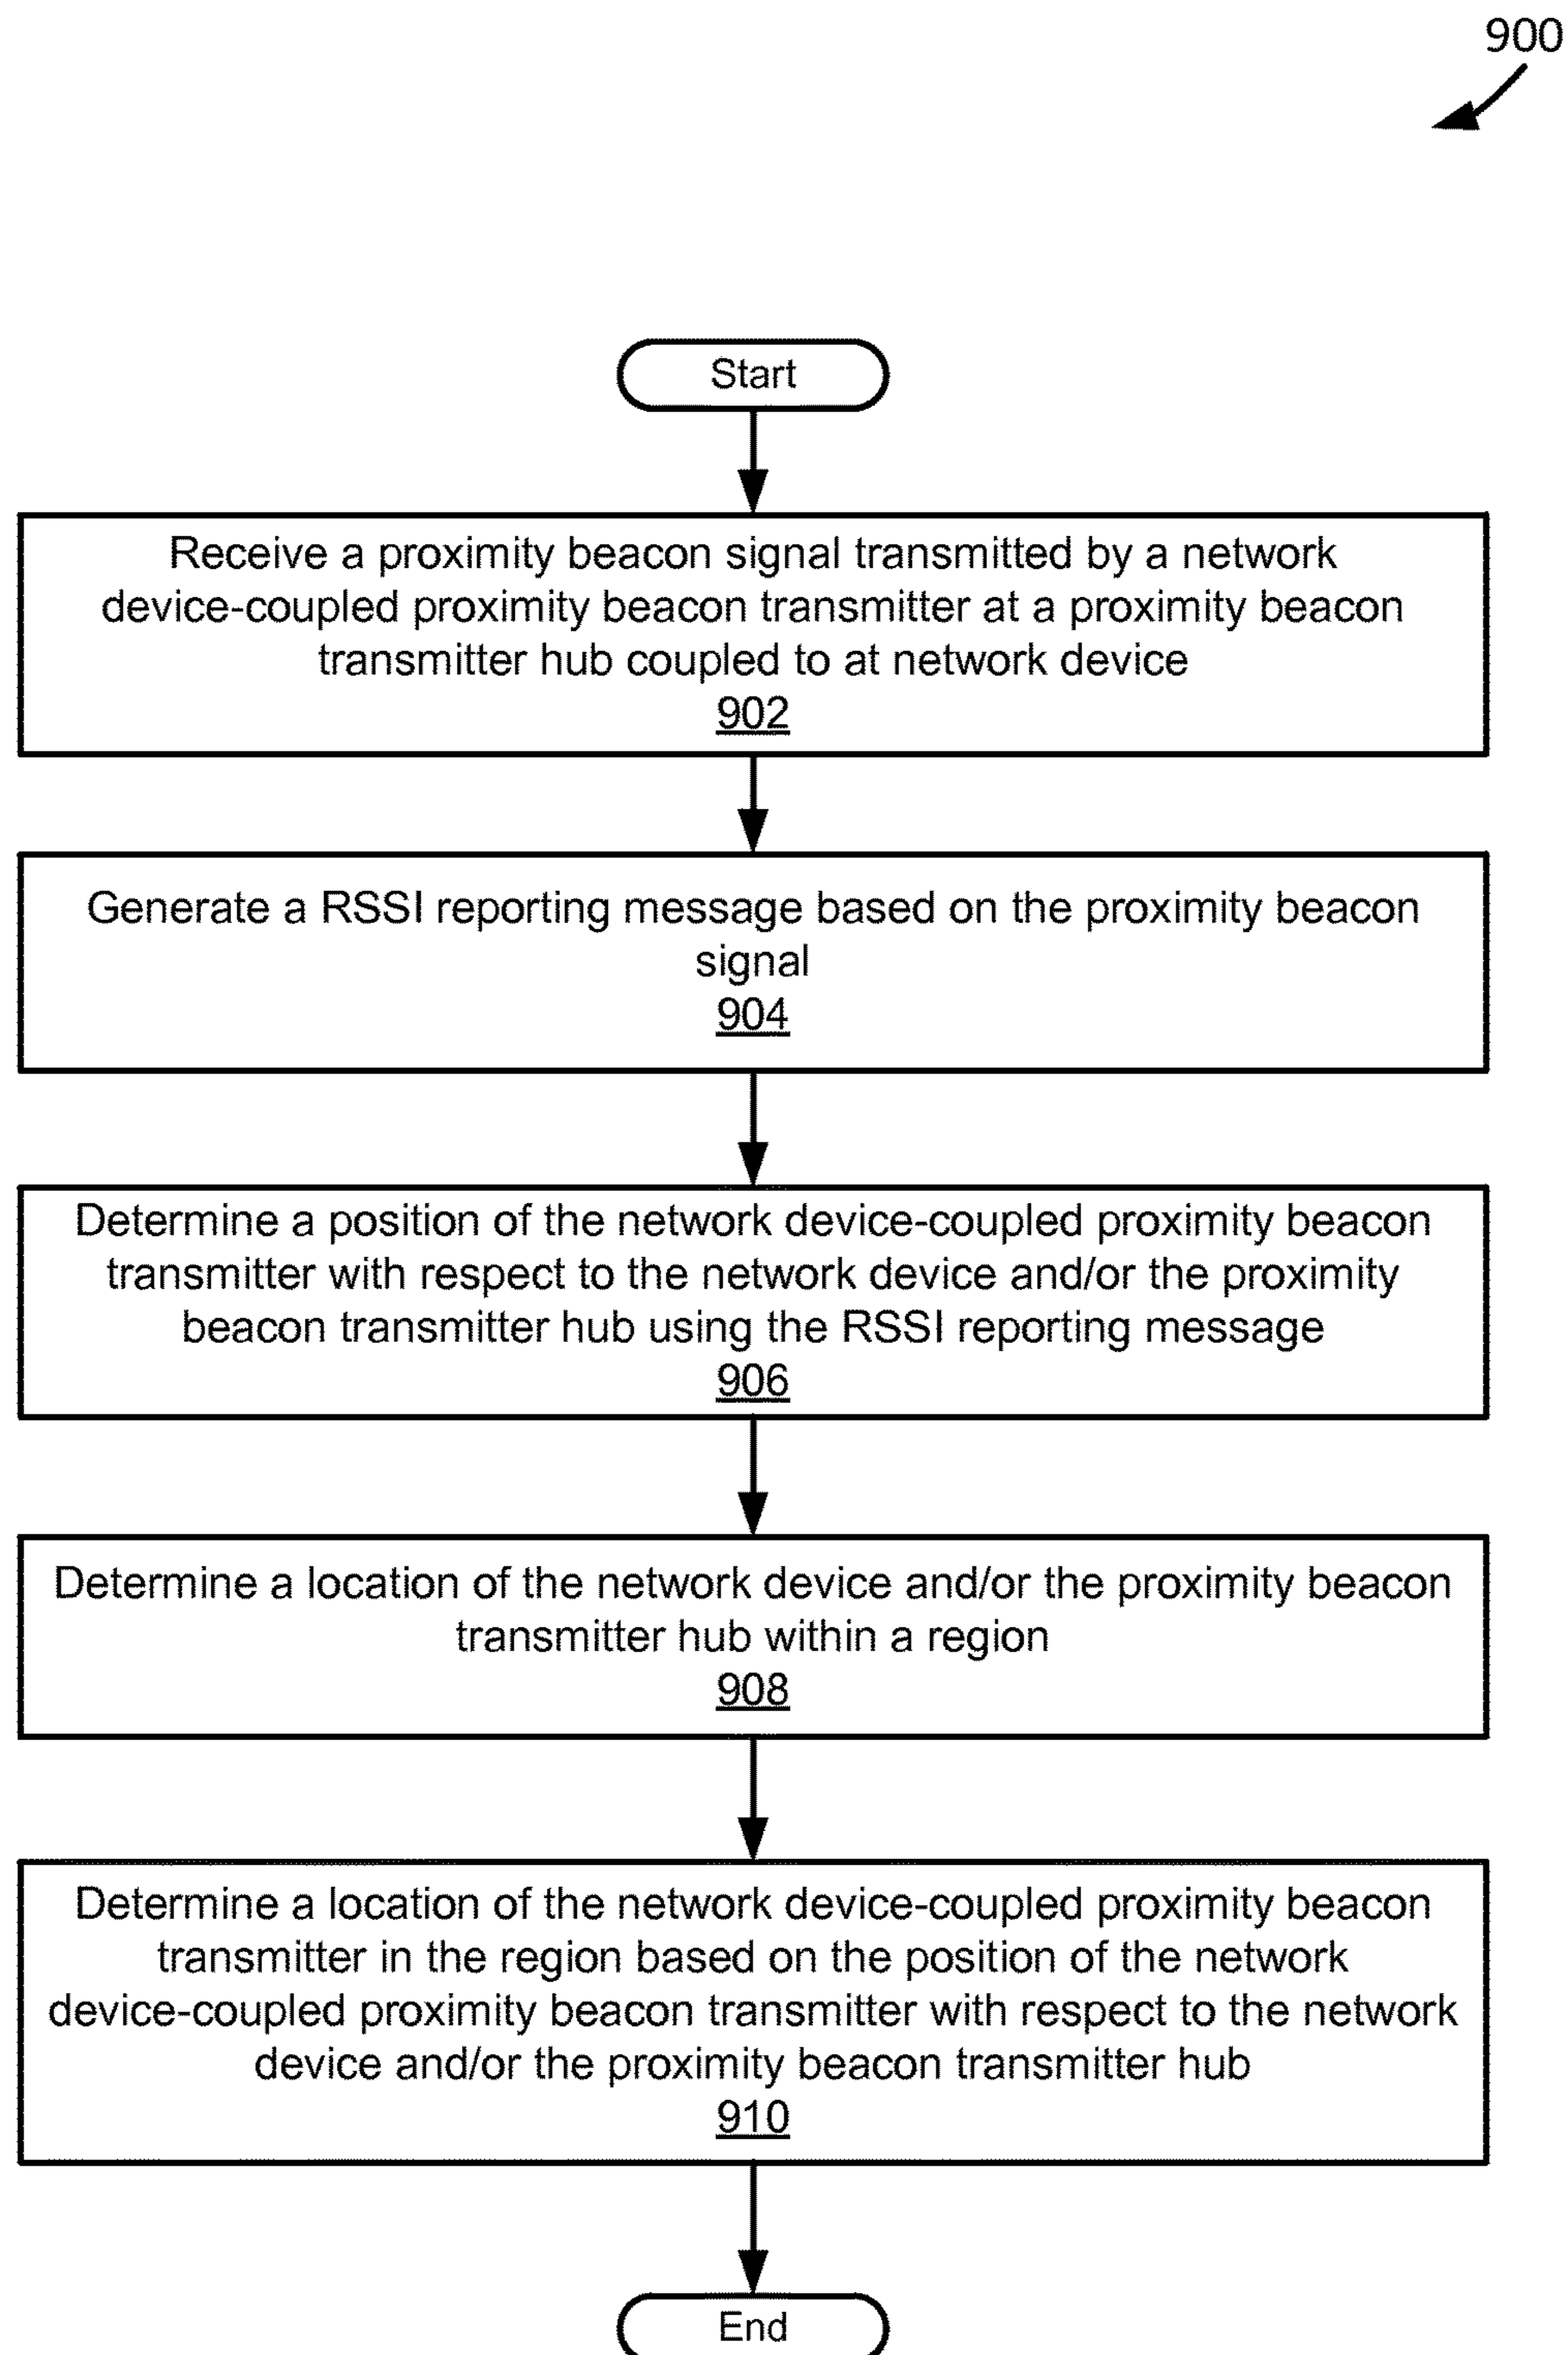 900
Start
Receive a proximity beacon signal transmitted by a network
device-coupled proximity beacon transmitter at a proximity beacon
transmitter hub coupled to at network device
902
Generate a RSSI reporting message based on the proximity beacon
signal
904
Determine a position of the network device-coupled proximity beacon
transmitter with respect to the network device and/or the proximity
beacon transmitter hub using the RSSI reporting message
906
Determine a location of the network device and/or the proximity beacon
transmitter hub within a region
908
Determine a location of the network device-coupled proximity beacon
transmitter in the region based on the position of the network
device-coupled proximity beacon transmitter with respect to the network
device and/or the proximity beacon transmitter hub
910
End